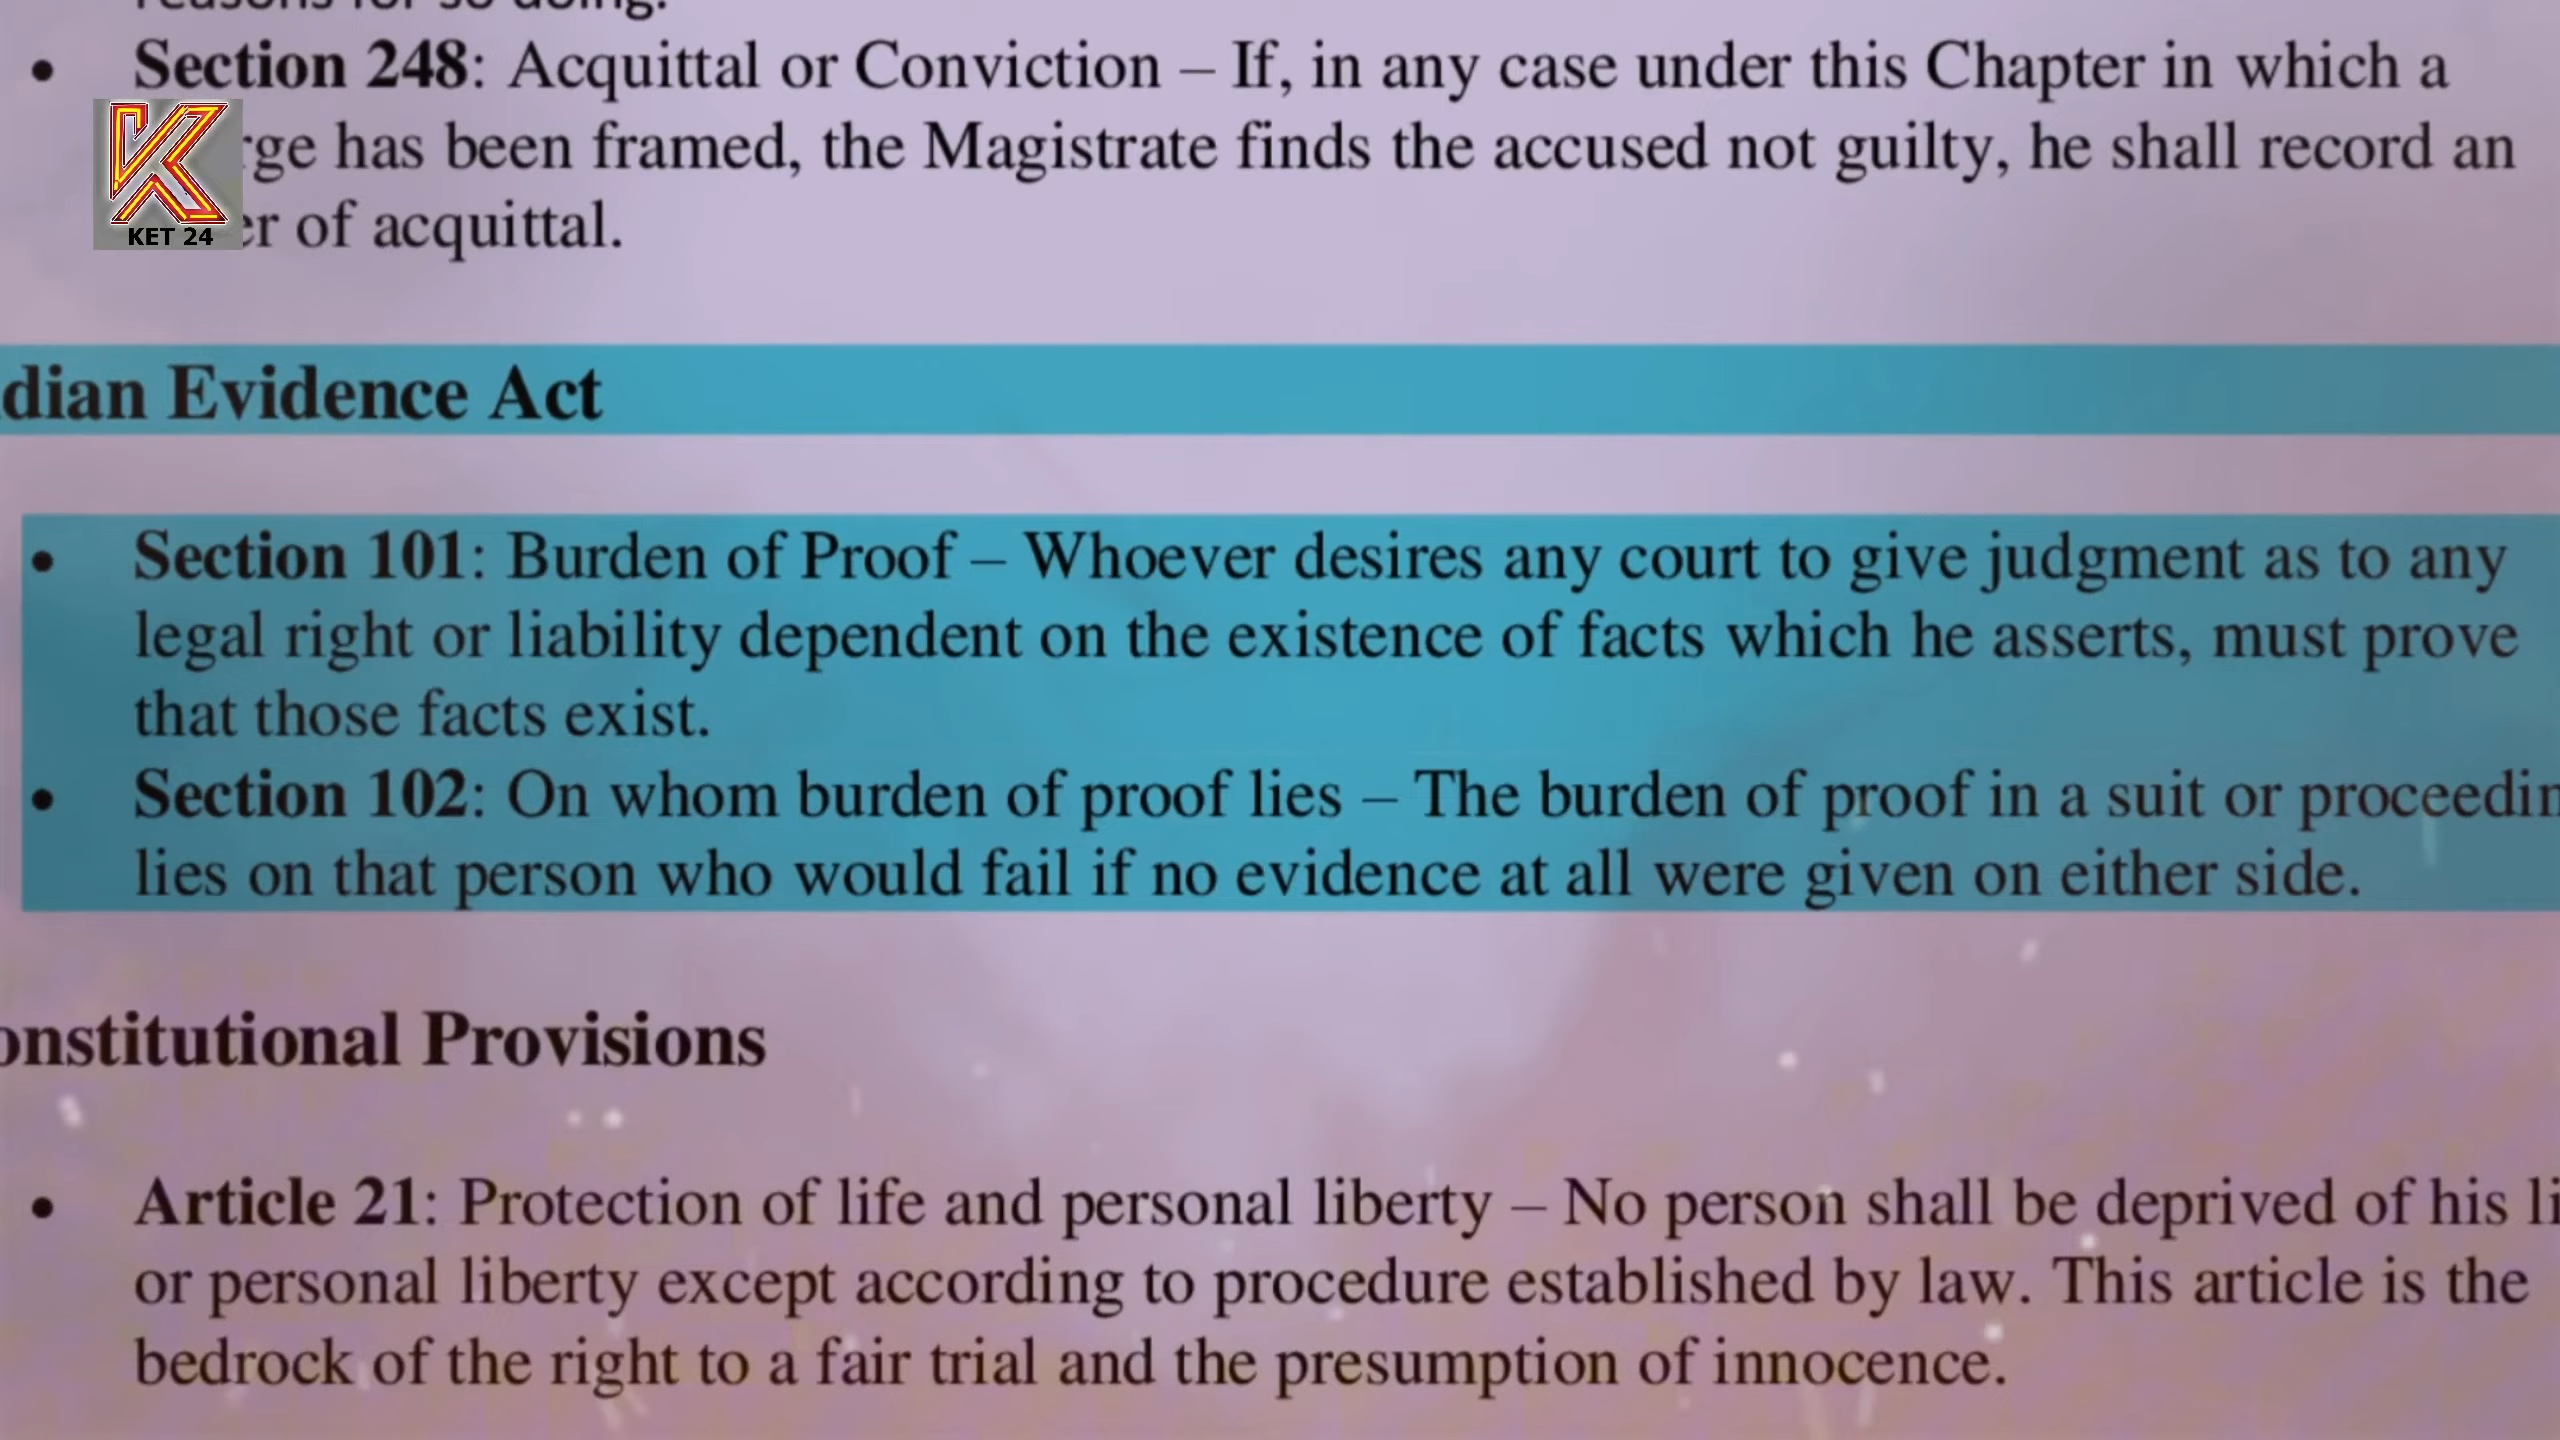 reasons for so doing.
• Section 248: Acquittal or Conviction – If, in any case under this Chapter in which a
rge has been framed, the Magistrate finds the accused not guilty, he shall record an
er of acquittal.
KET 24
dian Evidence Act
• Section 101: Burden of Proof – Whoever desires any court to give judgment as to any
legal right or liability dependent on the existence of facts which he asserts, must prove
that those facts exist.
• Section 102: On whom burden of proof lies – The burden of proof in a suit or proceedin
lies on that person who would fail if no evidence at all were given on either side.
onstitutional Provisions
• Article 21: Protection of life and personal liberty – No person shall be deprived of his li
or personal liberty except according to procedure established by law. This article is the
bedrock of the right to a fair trial and the presumption of innocence.